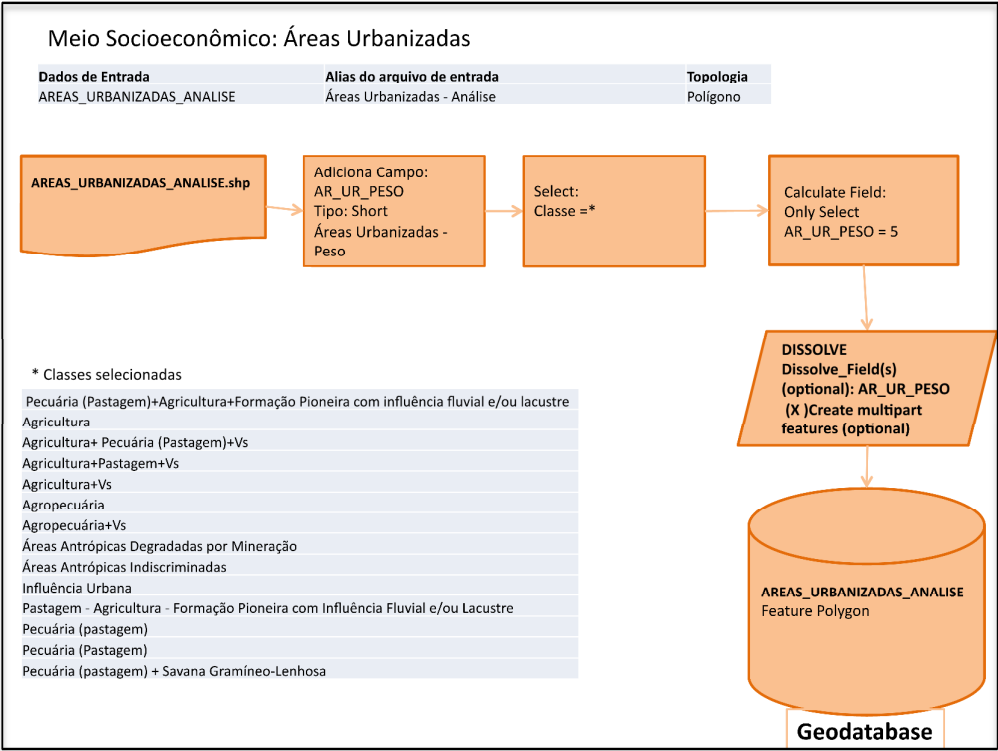 Meio Socioeconômico: Áreas Urbanizadas
Dados de Entrada Alias do arquivo de entrada Topologia
AREAS_URBANIZADAS_ANALISE Áreas Urbanizadas - Análise Polígono
AREAS_URBANIZADAS_ANALISE.shp
Adiciona Campo:
AR_UR_PESO
Tipo: Short
Áreas Urbanizadas -
Peso
Select:
Classe =*
Calculate Field:
Only Select
AR_UR_PESO = 5
DISSOLVE
Dissolve_Field(s)
(optional): AR_UR_PESO
(X )Create multipart
features (optional)
* Classes selecionadas
Pecuária (Pastagem)+Agricultura+Formação Pioneira com influência fluvial e/ou lacustre
Agricultura
Agricultura+ Pecuária (Pastagem)+Vs
Agricultura+Pastagem+Vs
Agricultura+Vs
Agropecuária
Agropecuária+Vs
Áreas Antrópicas Degradadas por Mineração
Áreas Antrópicas Indiscriminadas
Influência Urbana
Pastagem - Agricultura - Formação Pioneira com Influência Fluvial e/ou Lacustre
Pecuária (pastagem)
Pecuária (Pastagem)
Pecuária (pastagem) + Savana Gramíneo-Lenhosa
AREAS_URBANIZADAS_ANALISE
Feature Polygon
Geodatabase